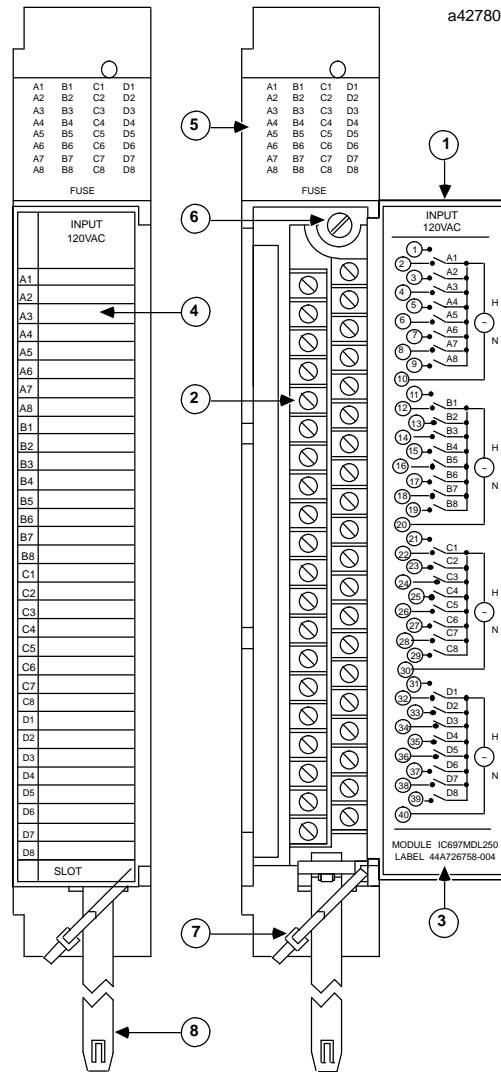 a42780
A1 B1 C1 D1
A2 B2 C2 D2
A3 B3 C3 D3
A4 B4 C4 D4
A5 B5 C5 D5
A6 B6 C6 D6
A7 B7 C7 D7
A8 B8 C8 D8
FUSE
INPUT
120VAC
A1
A2
A3
A4
A5
A6
A7
A8
B1
B2
B3
B4
B5
B6
B7
B8
C1
C2
C3
C4
C5
C6
C7
C8
D1
D2
D3
D4
D5
D6
D7
D8
SLOT
4
8
A1 B1 C1 D1
A2 B2 C2 D2
A3 B3 C3 D3
A4 B4 C4 D4
A5 B5 C5 D5
A6 B6 C6 D6
A7 B7 C7 D7
A8 B8 C8 D8
FUSE
5
6
2
7
1
INPUT
120VAC
1
2 A1
3 A2
4 A3
5 A4 H
6 A5 ~
7 A6
8 A7 N
9 A8
10
11
12 B1
13 B2
14 B3
15 B4 H
16 B5 ~
17 B6
18 B7 N
19 B8
20
21
22 C1
23 C2
24 C3
25 C4 H
26 C5 ~
27 C6 N
28 C7
29 C8
30
31
32 D1
33 D2
34 D3
35 D4 H
36 D5 ~
37 D6
38 D7 N
39 D8
40
MODULE IC697MDL250
LABEL 44A726758-004
3